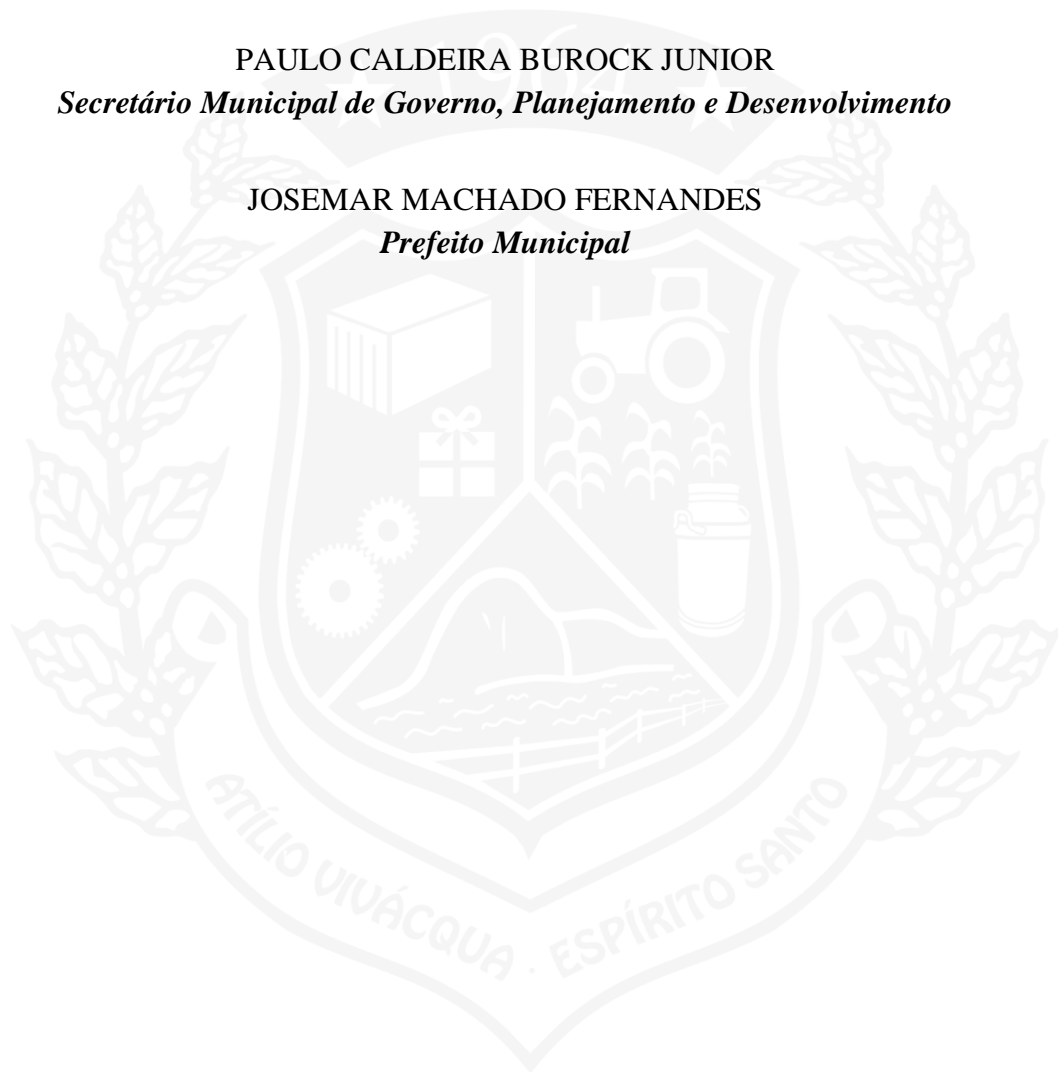 1964
PAULO CALDEIRA BUROCK JUNIOR
Secretário Municipal de Governo, Planejamento e Desenvolvimento
JOSEMAR MACHADO FERNANDES
Prefeito Municipal
ATÍLIO VIVÁCQUA · ESPÍRITO SANTO